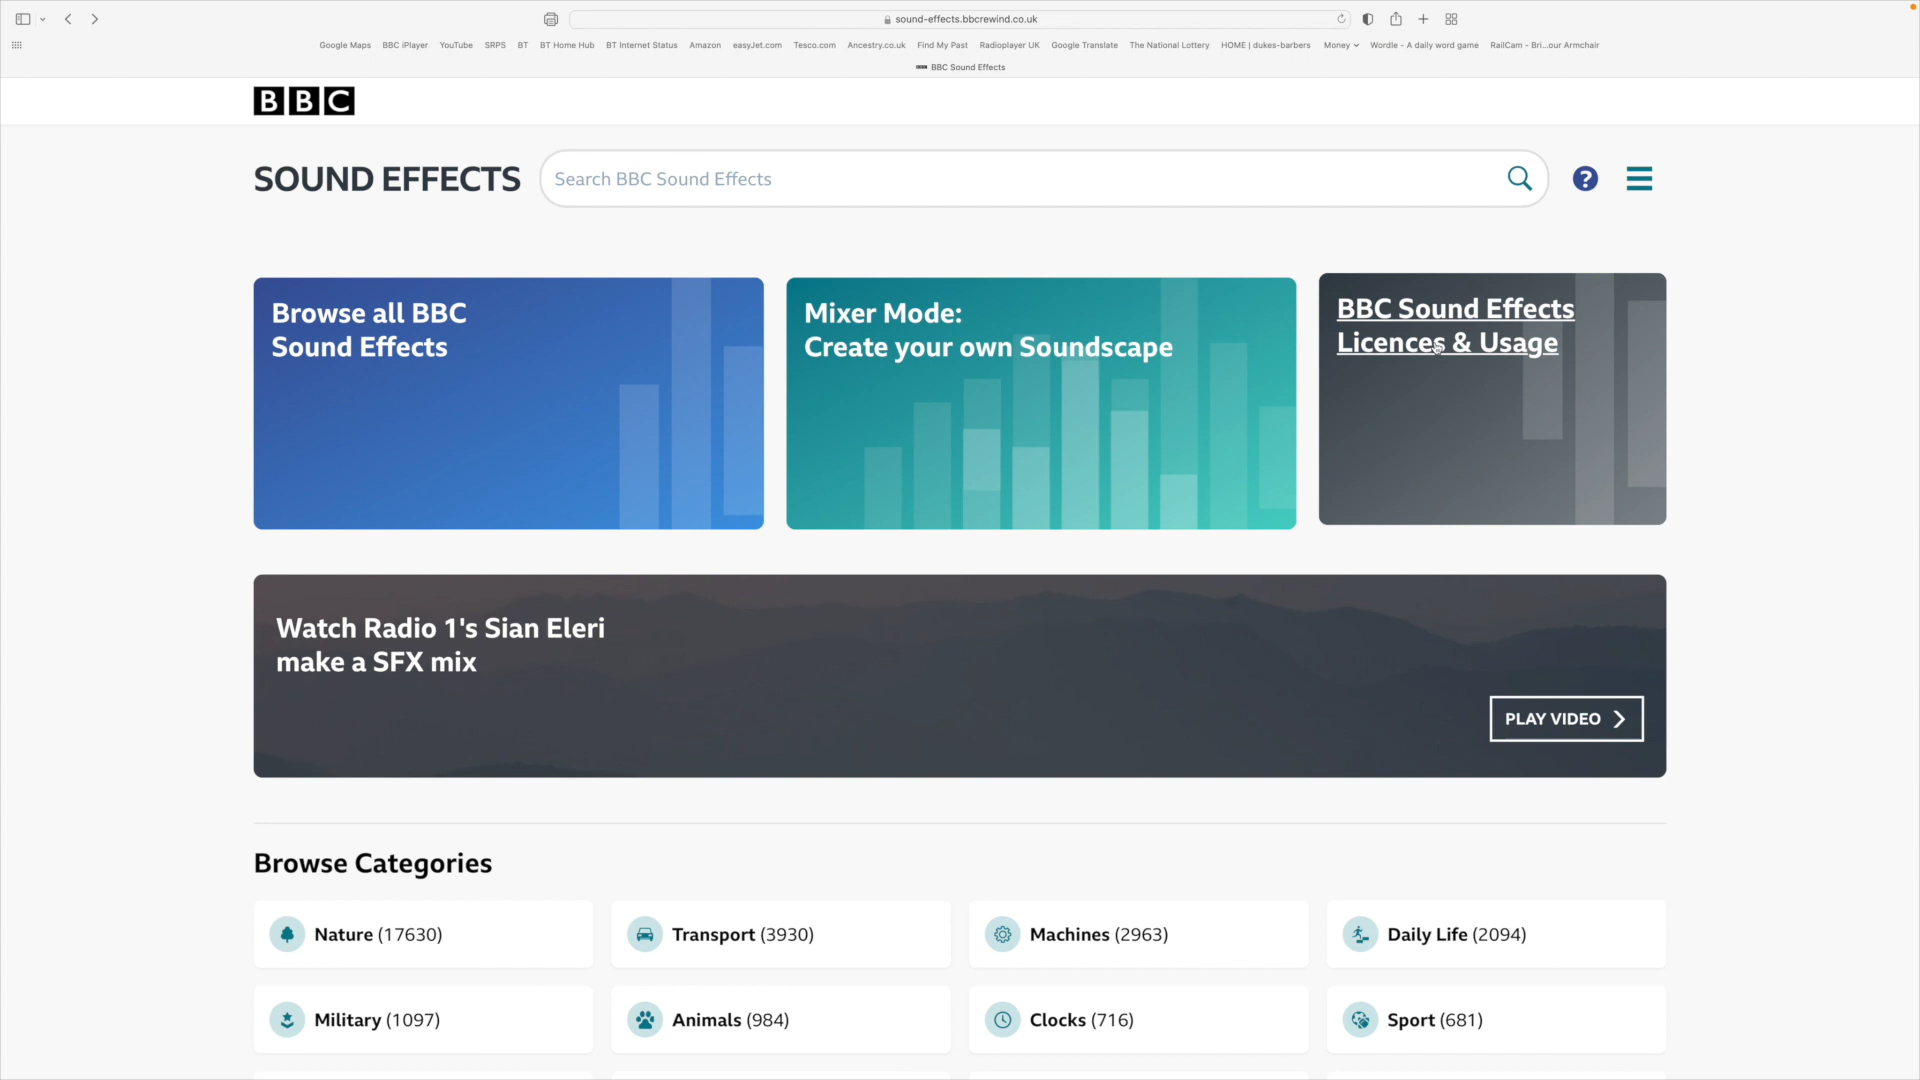 sound-effects.bbcrewind.co.uk
Google Maps BBC iPlayer YouTube SRPS BT BT Home Hub BT Internet Status Amazon easyJet.com Tesco.com Ancestry.co.uk Find My Past Radioplayer UK Google Translate The National Lottery HOME | dukes-barbers Money Wordle - A daily word game RailCam - Bri...our Armchair
BBC Sound Effects
BBC
SOUND EFFECTS
Search BBC Sound Effects
?
Browse all BBC
Sound Effects
Mixer Mode:
Create your own Soundscape
BBC Sound Effects
Licences & Usage
Watch Radio 1's Sian Eleri
make a SFX mix
PLAY VIDEO
Browse Categories
Nature (17630)
Transport (3930)
Machines (2963)
Daily Life (2094)
Military (1097)
Animals (984)
Clocks (716)
Sport (681)